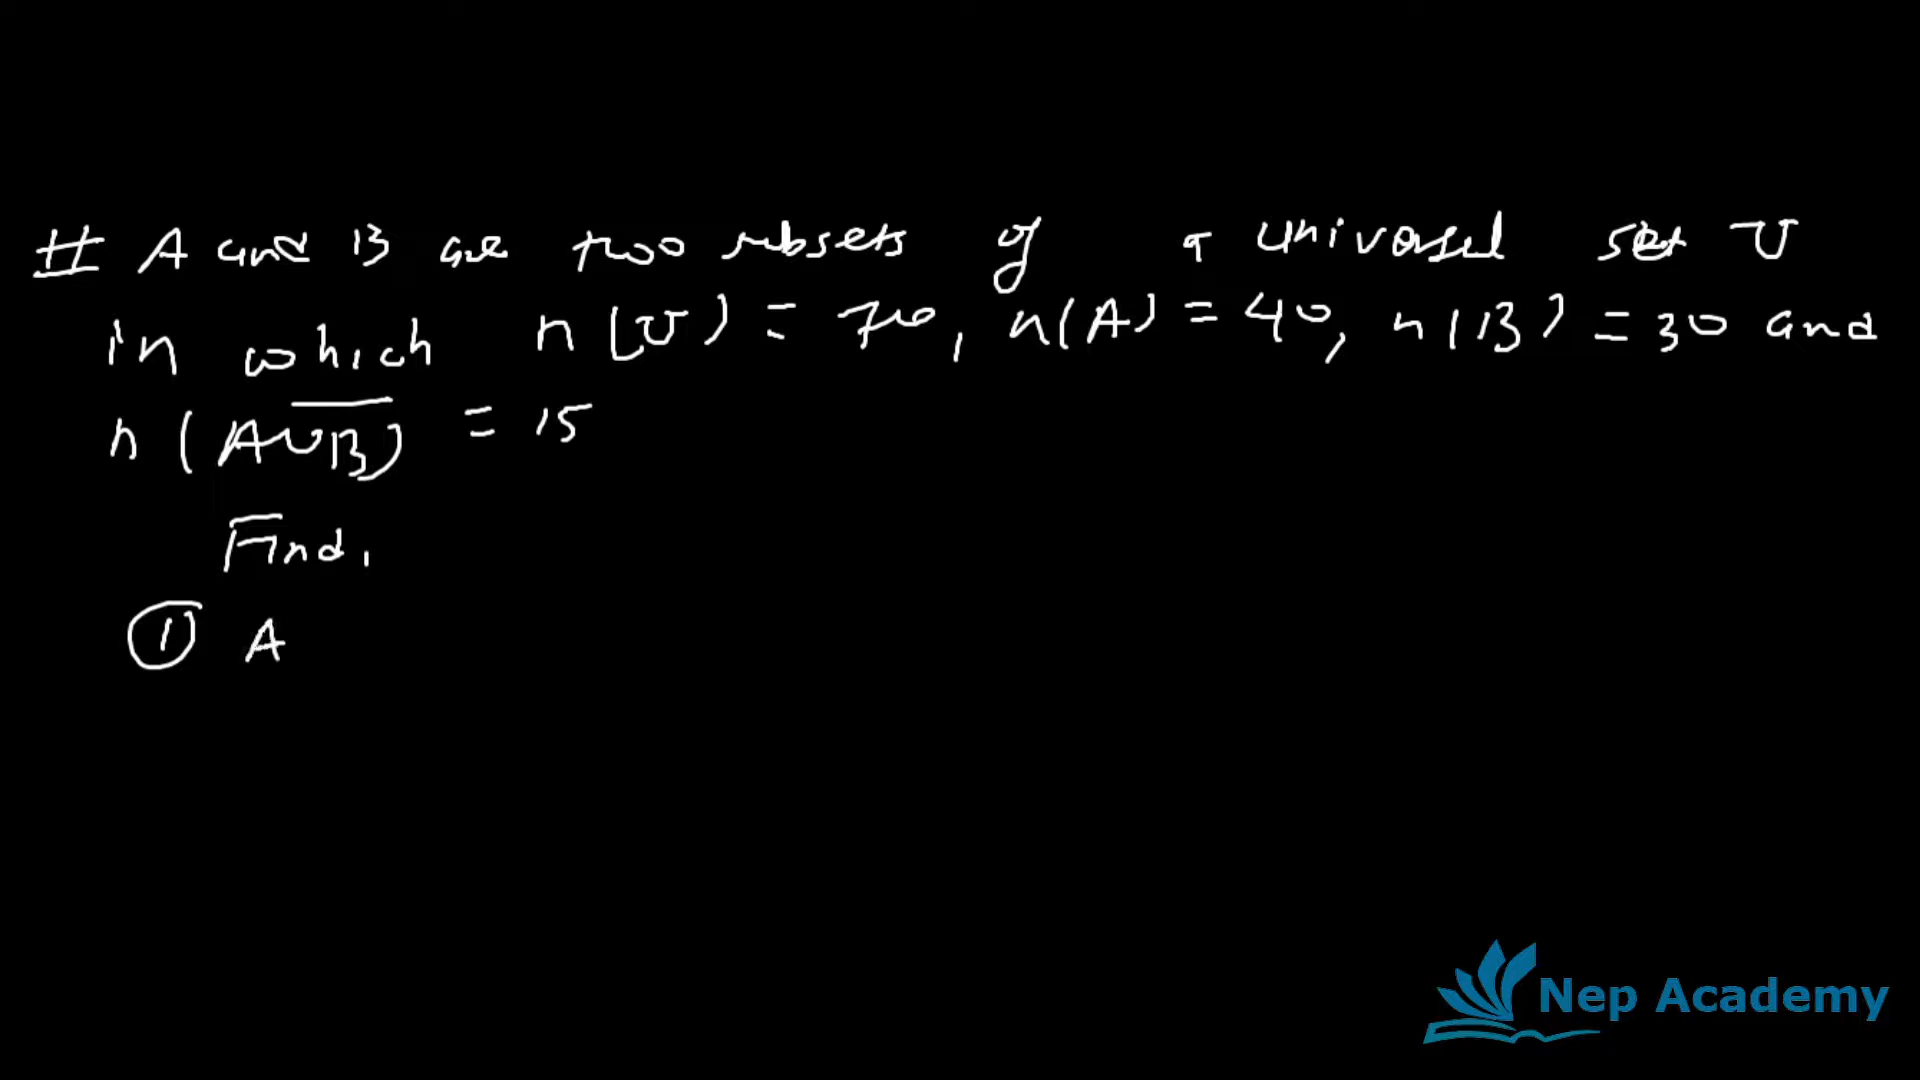 # A and B are two subsets of a universal set U
in which n(U) = 70, n(A) = 40, n(B) = 30 and
n(A̅∪̅B̅) = 15
Find,
① A
Nep Academy